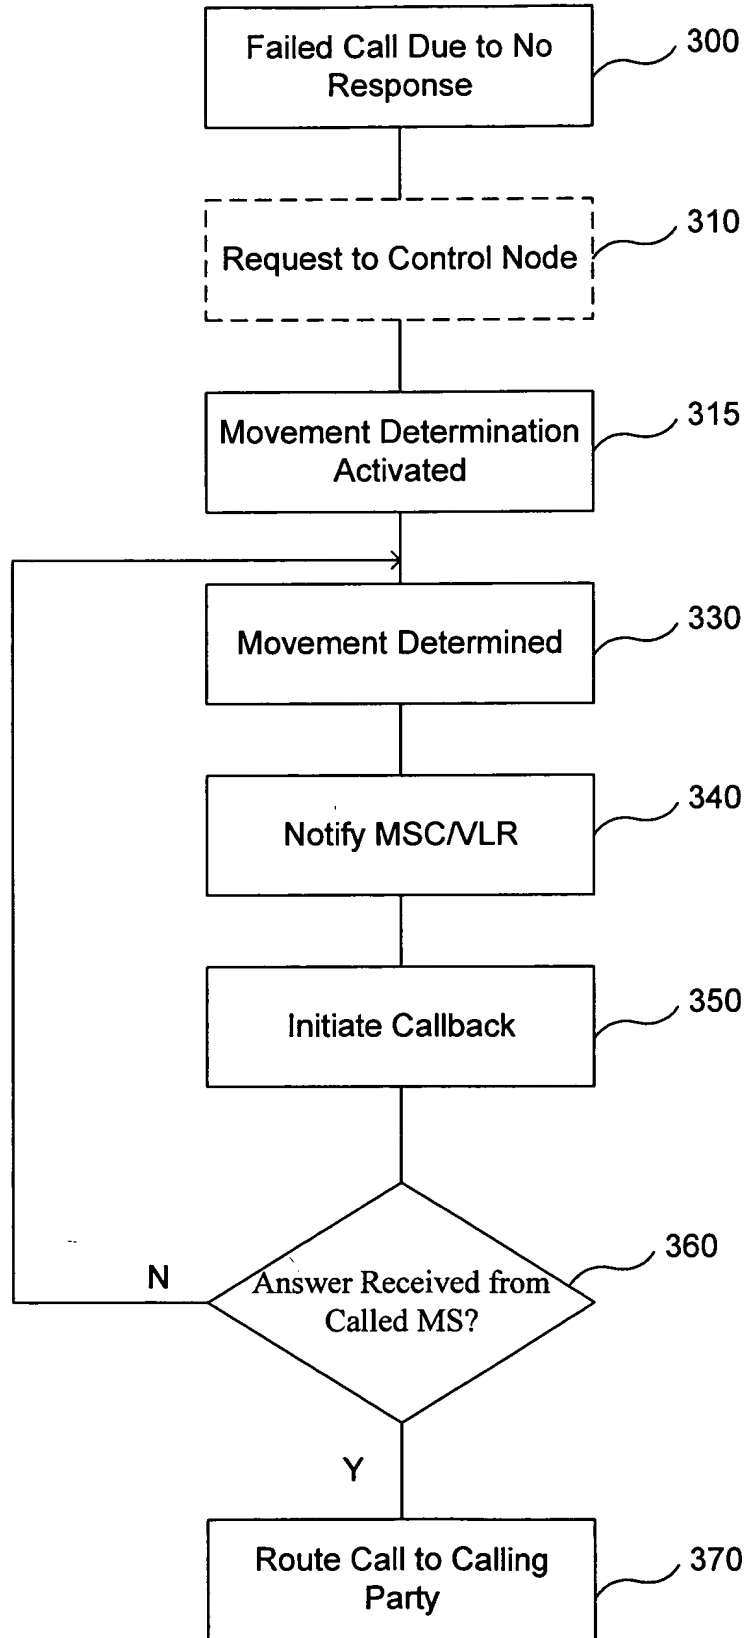 Failed Call Due to No
Response
300
Request to Control Node
310
Movement Determination
Activated
315
Movement Determined
330
Notify MSC/VLR
340
Initiate Callback
350
Answer Received from
Called MS?
360
N
Y
Route Call to Calling
Party
370